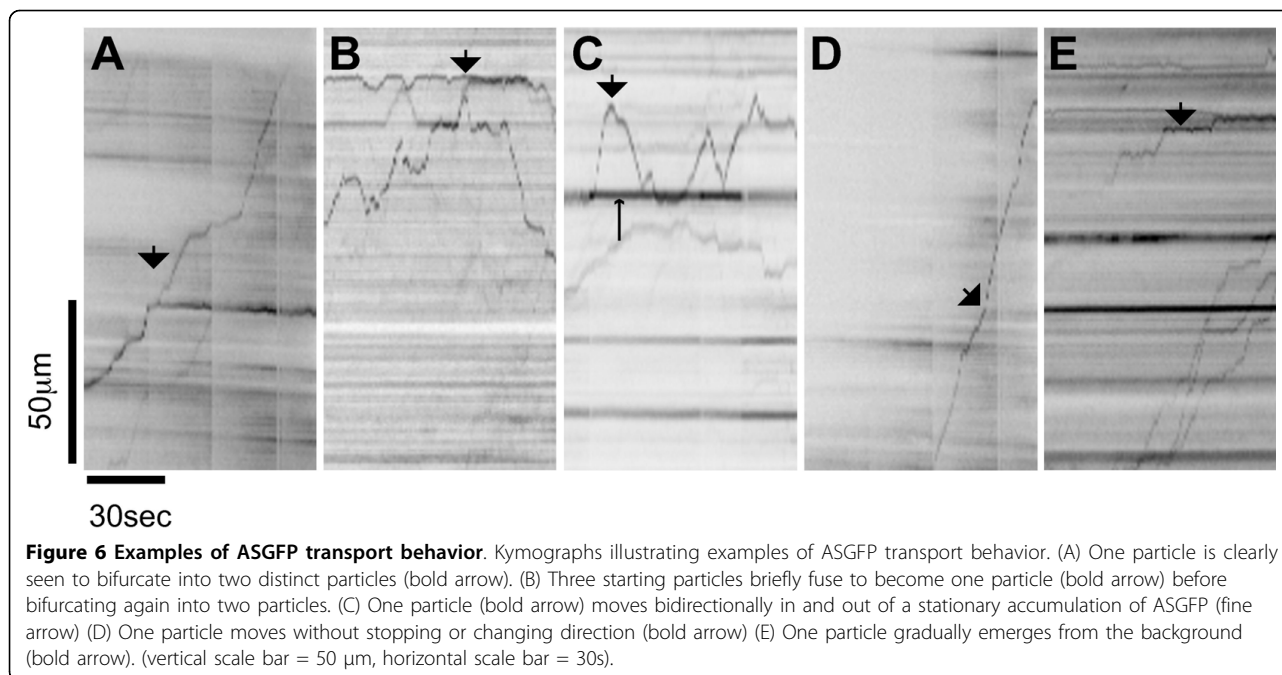 A B C D E
50µm
30sec
Figure 6 Examples of ASGFP transport behavior. Kymographs illustrating examples of ASGFP transport behavior. (A) One particle is clearly
seen to bifurcate into two distinct particles (bold arrow). (B) Three starting particles briefly fuse to become one particle (bold arrow) before
bifurcating again into two particles. (C) One particle (bold arrow) moves bidirectionally in and out of a stationary accumulation of ASGFP (fine
arrow) (D) One particle moves without stopping or changing direction (bold arrow) (E) One particle gradually emerges from the background
(bold arrow). (vertical scale bar = 50 µm, horizontal scale bar = 30s).